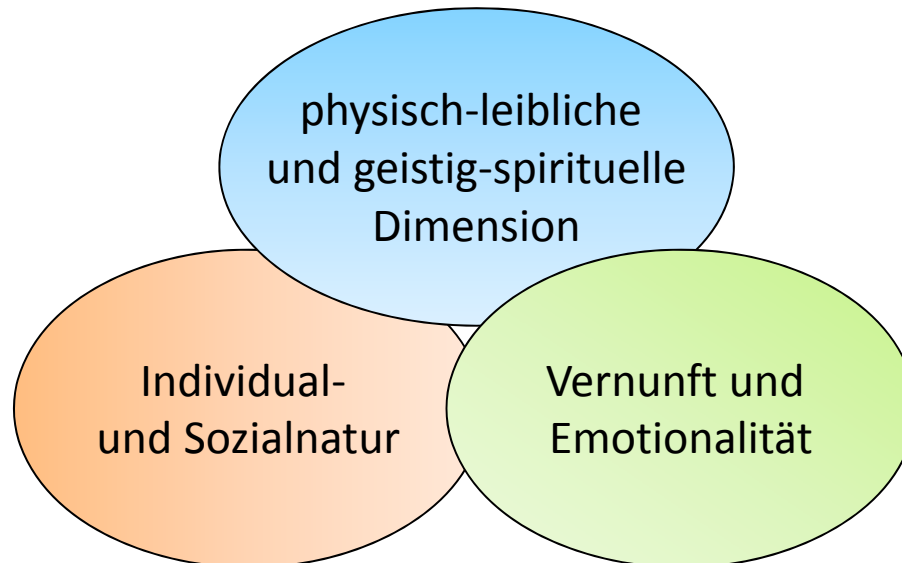 physisch-leibliche
und geistig-spirituelle
Dimension
Individual-
und Sozialnatur
Vernunft und
Emotionalität